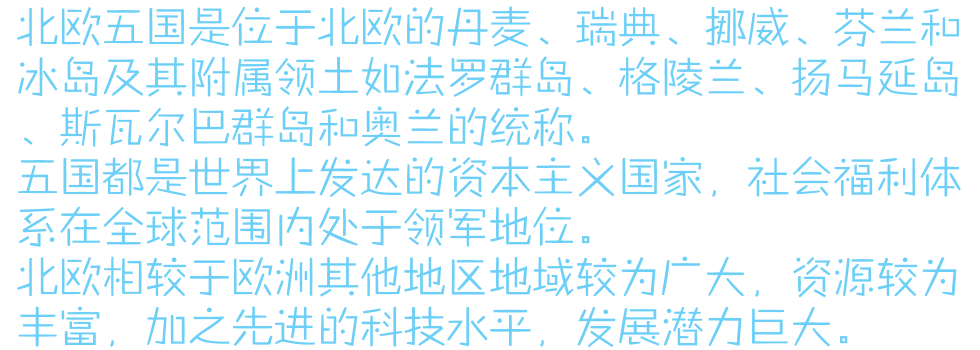 北欧五国是位于北欧的丹麦、瑞典、挪威、芬兰和
冰岛及其附属领土如法罗群岛、格陵兰、扬马延岛
、斯瓦尔巴群岛和奥兰的统称。
五国都是世界上发达的资本主义国家，社会福利体
系在全球范围内处于领军地位。
北欧相较于欧洲其他地区地域较为广大，资源较为
丰富，加之先进的科技水平，发展潜力巨大。